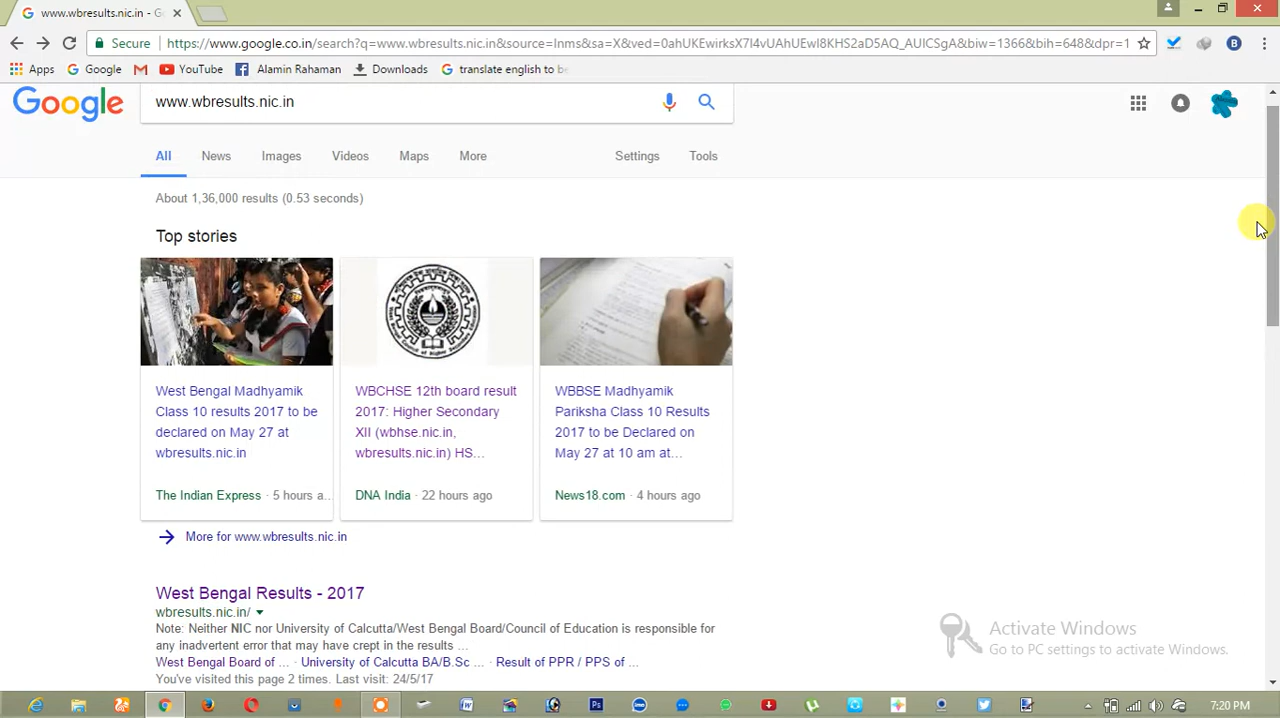 www.wbresults.nic.in - Go
Secure https://www.google.co.in/search?q=www.wbresults.nic.in&source=lnms&sa=X&ved=0ahUKEwirksX7I4vUAhUEwI8KHS2aD5AQ_AUICSgA&biw=1366&bih=648&dpr=1
Apps Google YouTube Alamin Rahaman Downloads translate english to be
Google www.wbresults.nic.in
All News Images Videos Maps More Settings Tools
About 1,36,000 results (0.53 seconds)
Top stories
West Bengal Madhyamik
Class 10 results 2017 to be
declared on May 27 at
wbresults.nic.in
The Indian Express · 5 hours a...
WBCHSE 12th board result
2017: Higher Secondary
XII (wbhse.nic.in,
wbresults.nic.in) HS...
DNA India · 22 hours ago
WBBSE Madhyamik
Pariksha Class 10 Results
2017 to be Declared on
May 27 at 10 am at...
News18.com · 4 hours ago
More for www.wbresults.nic.in
West Bengal Results - 2017
wbresults.nic.in/
Note: Neither NIC nor University of Calcutta/West Bengal Board/Council of Education is responsible for
any inadvertent error that may have crept in the results ...
West Bengal Board of ... · University of Calcutta BA/B.Sc ... · Result of PPR / PPS of ...
You've visited this page 2 times. Last visit: 24/5/17
Activate Windows
Go to PC settings to activate Windows.
7:20 PM